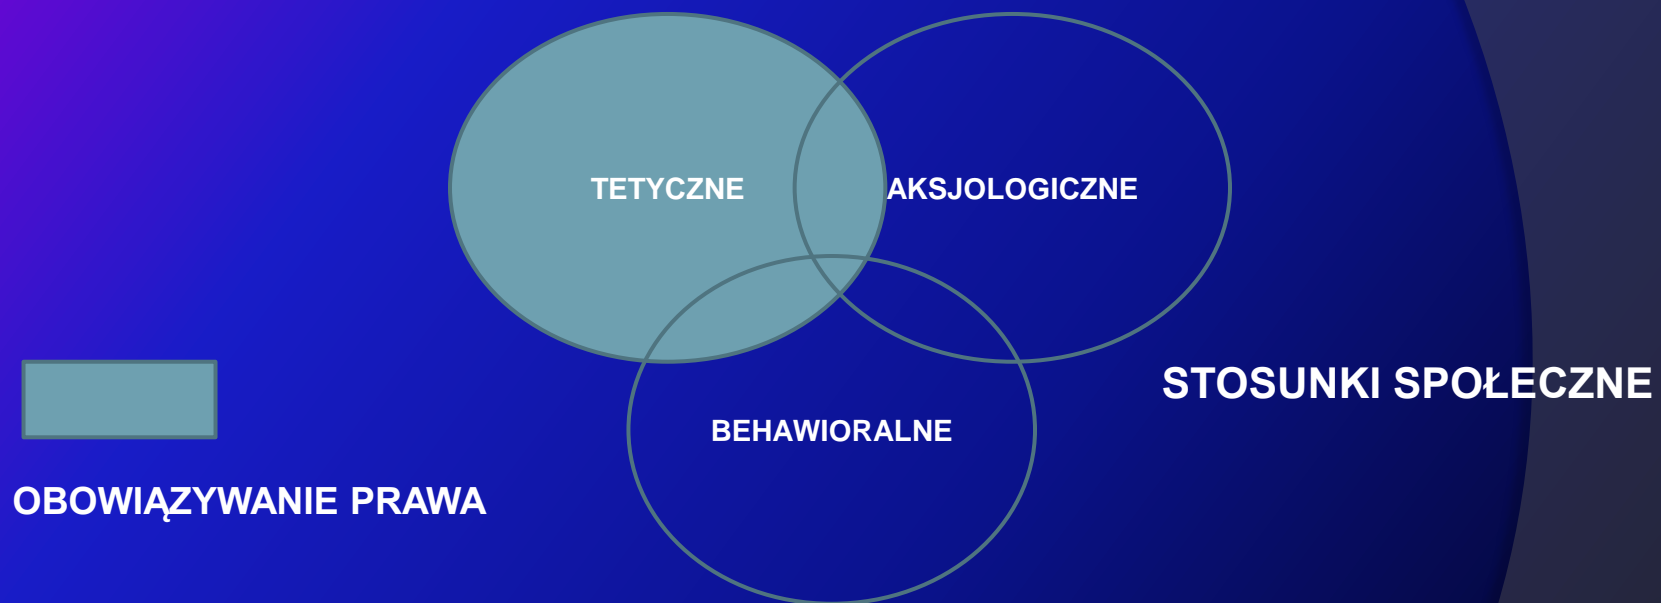 TETYCZNE
AKSJOLOGICZNE
STOSUNKI SPOŁECZNE
BEHAWIORALNE
OBOWIĄZYWANIE PRAWA